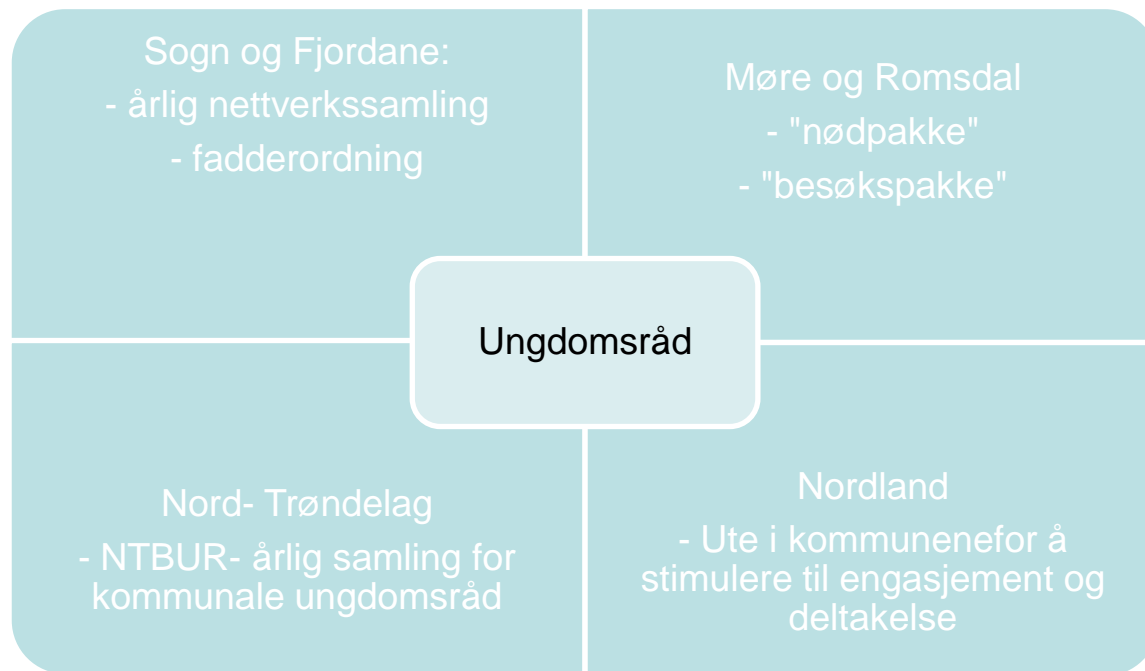 Sogn og Fjordane:
- årlig nettverkssamling
- fadderordning
Møre og Romsdal
- "nødpakke"
- "besøkspakke"
Ungdomsråd
Nord- Trøndelag
- NTBUR- årlig samling for
kommunale ungdomsråd
Nordland
- Ute i kommunenefor å
stimulere til engasjement og
deltakelse